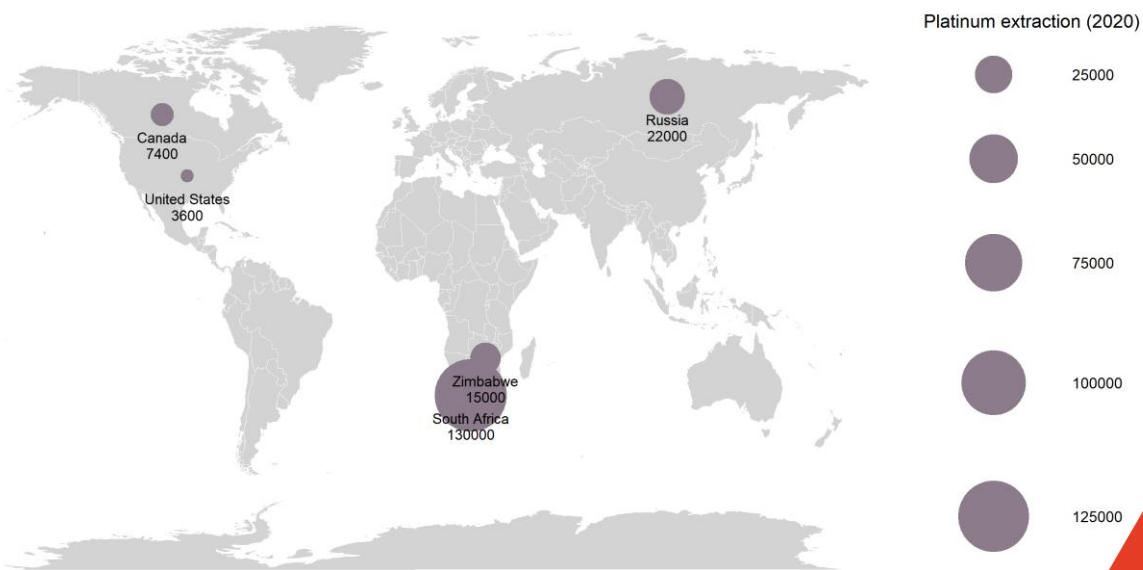 Platinum extraction (2020)
25000
50000
75000
100000
125000
Canada
7400
United States
3600
Russia
22000
Zimbabwe
15000
South Africa
130000